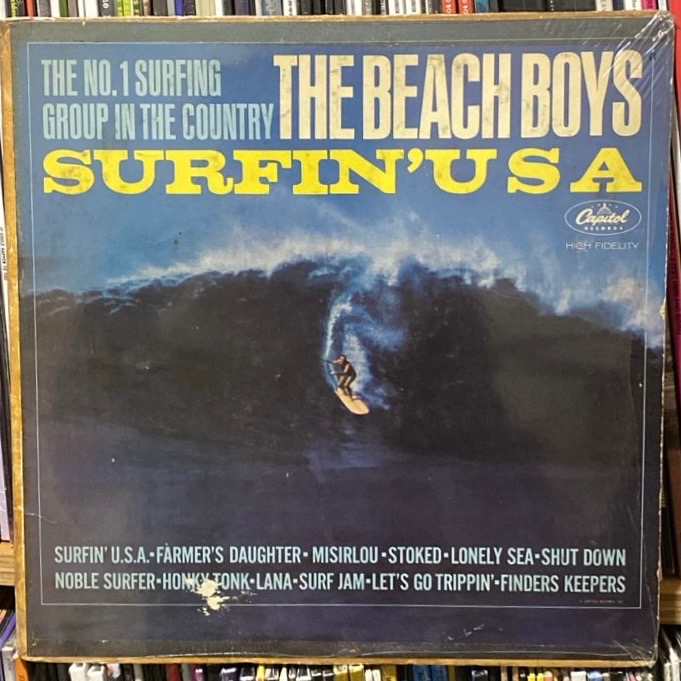 THE NO.1 SURFING
GROUP IN THE COUNTRY
THE BEACH BOYS
SURFIN' USA
Capitol
RECORDS
HIGH FIDELITY
SURFIN' U.S.A.•FARMER'S DAUGHTER•MISIRLOU•STOKED•LONELY SEA•SHUT DOWN
NOBLE SURFER•HONKY TONK•LANA•SURF JAM•LET'S GO TRIPPIN'•FINDERS KEEPERS